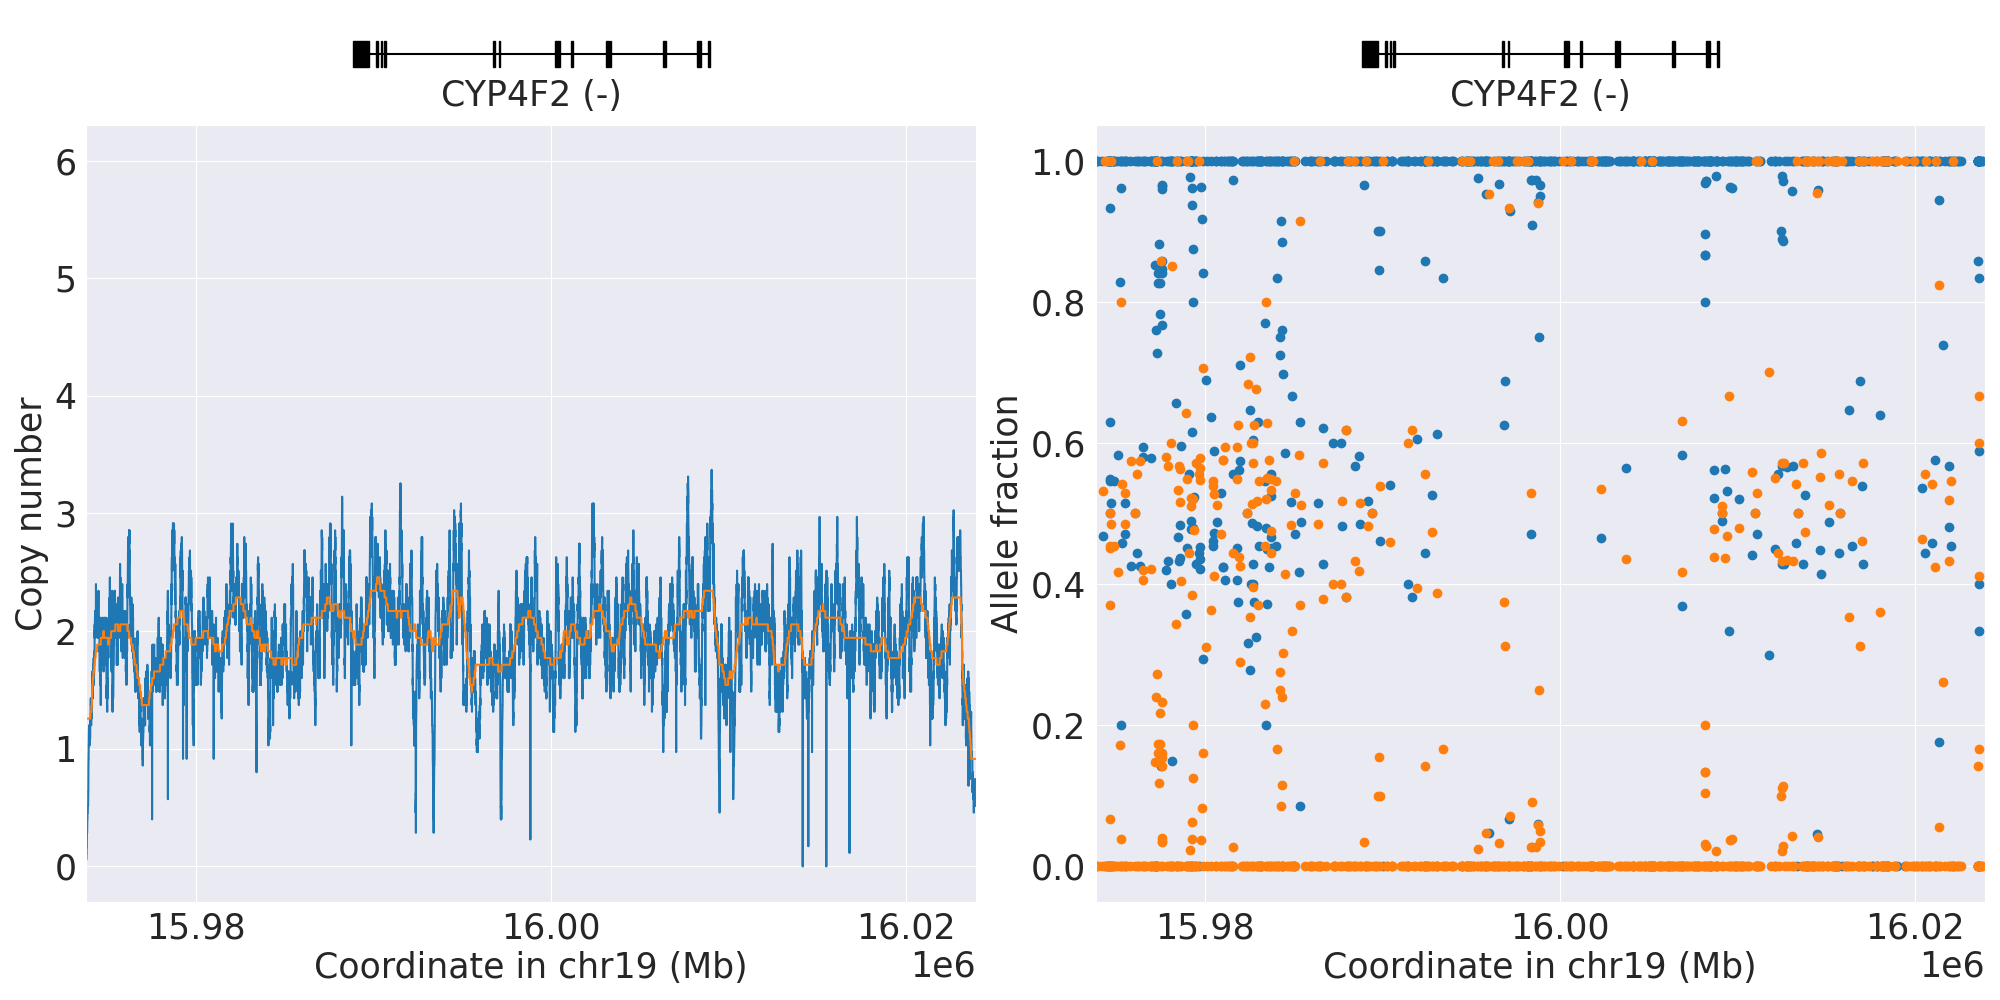 CYP4F2 (-)
6
5
4
3
2
1
0
Copy number
15.98
16.00
16.02
Coordinate in chr19 (Mb)
1e6
CYP4F2 (-)
1.0
0.8
0.6
0.4
0.2
0.0
Allele fraction
15.98
16.00
16.02
Coordinate in chr19 (Mb)
1e6